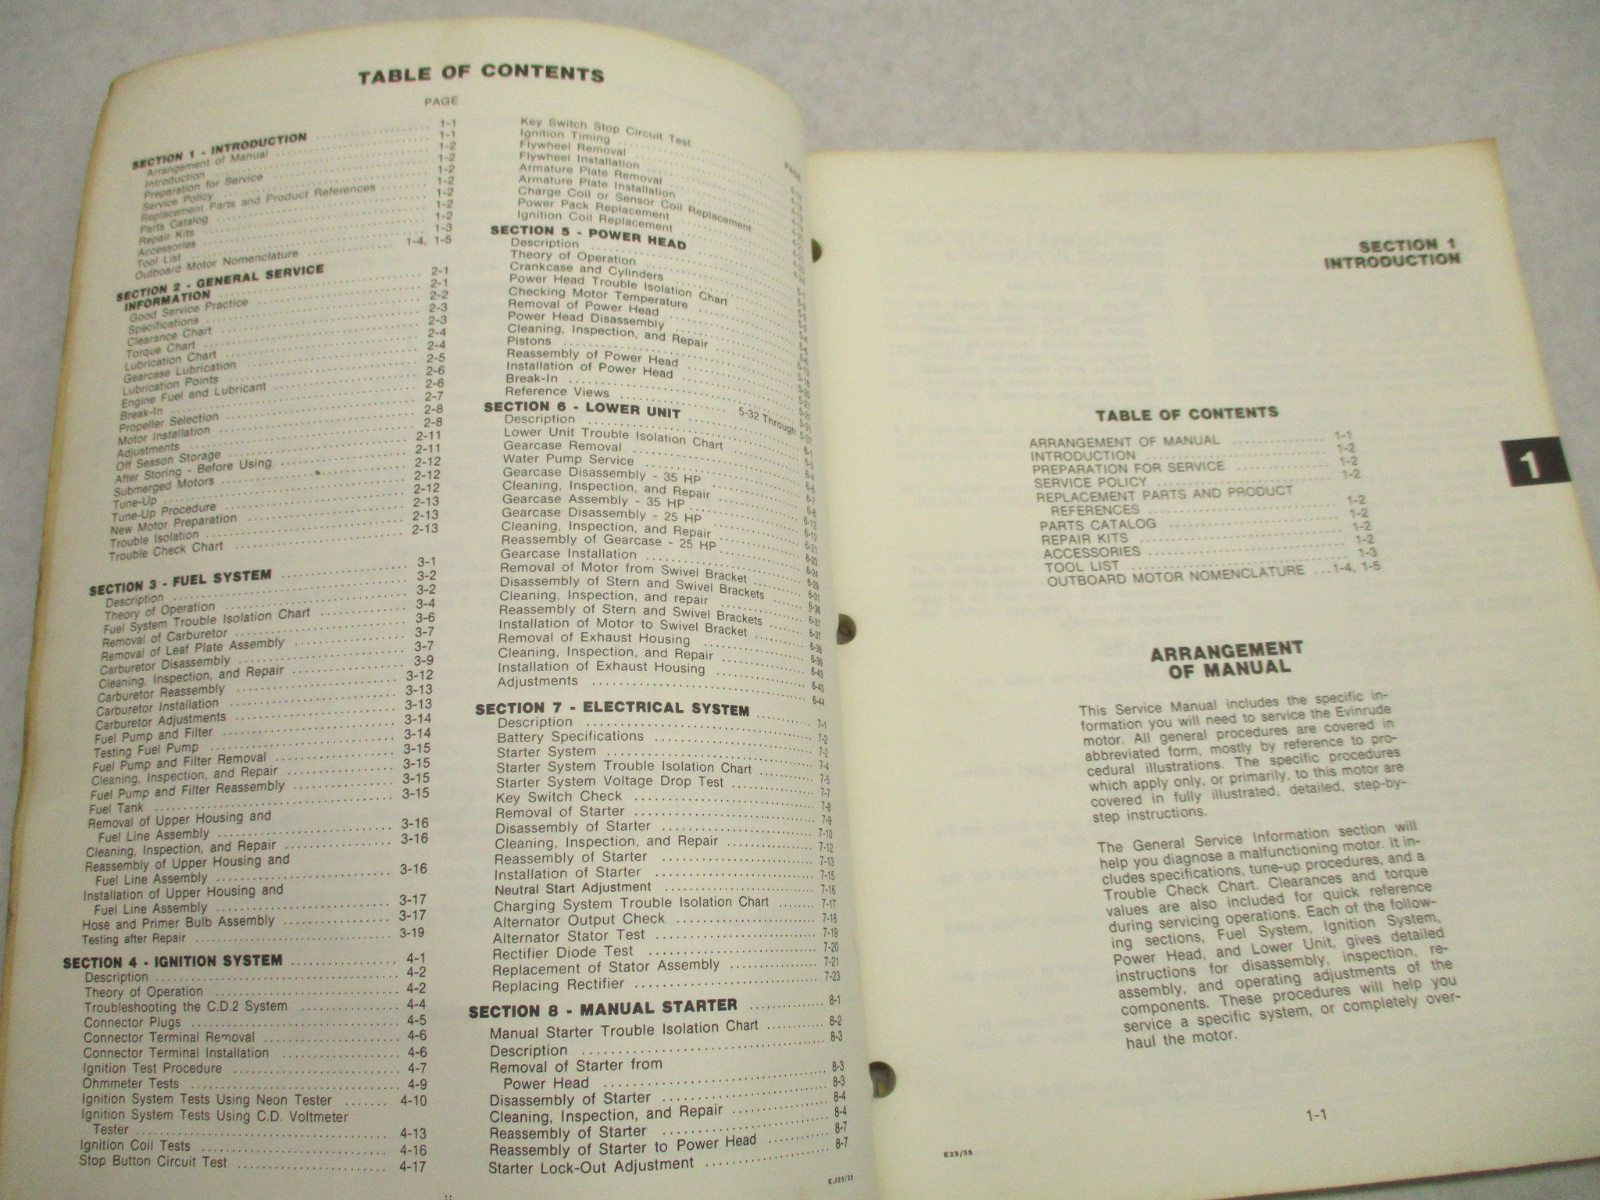 TABLE OF CONTENTS
PAGE
SECTION 1 - INTRODUCTION 1-1
Arrangement of Manual 1-1
Introduction 1-2
Preparation for Service 1-2
Service Policy 1-2
Replacement Parts and Product References 1-2
Parts Catalog 1-2
Repair Kits 1-2
Accessories 1-2
Tool List 1-3
Outboard Motor Nomenclature 1-4, 1-5
SECTION 2 - GENERAL SERVICE
INFORMATION 2-1
Good Service Practice 2-1
Specifications 2-2
Clearance Chart 2-3
Torque Chart 2-3
Lubrication Chart 2-4
Gearcase Lubrication 2-4
Lubrication Points 2-5
Engine Fuel and Lubricant 2-6
Break-In 2-6
Propeller Selection 2-7
Motor Installation 2-8
Adjustments 2-8
Off Season Storage 2-11
After Storing - Before Using 2-11
Submerged Motors 2-12
Tune-Up 2-12
Tune-Up Procedure 2-12
New Motor Preparation 2-13
Trouble Isolation 2-13
Trouble Check Chart 2-13
SECTION 3 - FUEL SYSTEM 3-1
Description 3-2
Theory of Operation 3-2
Fuel System Trouble Isolation Chart 3-4
Removal of Carburetor 3-6
Removal of Leaf Plate Assembly 3-7
Carburetor Disassembly 3-7
Cleaning, Inspection, and Repair 3-9
Carburetor Reassembly 3-12
Carburetor Installation 3-13
Carburetor Adjustments 3-13
Fuel Pump and Filter 3-14
Testing Fuel Pump 3-14
Fuel Pump and Filter Removal 3-15
Cleaning, Inspection, and Repair 3-15
Fuel Pump and Filter Reassembly 3-15
Fuel Tank 3-15
Removal of Upper Housing and
Fuel Line Assembly 3-16
Cleaning, Inspection, and Repair 3-16
Reassembly of Upper Housing and
Fuel Line Assembly 3-16
Installation of Upper Housing and
Fuel Line Assembly 3-17
Hose and Primer Bulb Assembly 3-17
Testing after Repair 3-19
SECTION 4 - IGNITION SYSTEM 4-1
Description 4-2
Theory of Operation 4-2
Troubleshooting the C.D.2 System 4-4
Connector Plugs 4-5
Connector Terminal Removal 4-6
Connector Terminal Installation 4-6
Ignition Test Procedure 4-7
Ohmmeter Tests 4-9
Ignition System Tests Using Neon Tester 4-10
Ignition System Tests Using C.D. Voltmeter
Tester 4-13
Ignition Coil Tests 4-16
Stop Button Circuit Test 4-17
PAGE
Key Switch Stop Circuit Test
Ignition Timing
Flywheel Removal
Flywheel Installation
Armature Plate Removal
Armature Plate Installation
Charge Coil or Sensor Coil Replacement
Power Pack Replacement
Ignition Coil Replacement
SECTION 5 - POWER HEAD
Description
Theory of Operation
Crankcase and Cylinders
Power Head Trouble Isolation Chart
Checking Motor Temperature
Removal of Power Head
Power Head Disassembly
Cleaning, Inspection, and Repair
Pistons
Reassembly of Power Head
Installation of Power Head
Break-In
Reference Views 5-32 Through
SECTION 6 - LOWER UNIT
Description
Lower Unit Trouble Isolation Chart
Gearcase Removal
Water Pump Service
Gearcase Disassembly - 35 HP
Cleaning, Inspection, and Repair
Gearcase Assembly - 35 HP
Gearcase Disassembly - 25 HP
Cleaning, Inspection, and Repair
Reassembly of Gearcase - 25 HP
Gearcase Installation
Removal of Motor from Swivel Bracket
Disassembly of Stern and Swivel Brackets
Cleaning, Inspection, and repair
Reassembly of Stern and Swivel Brackets
Installation of Motor to Swivel Bracket
Removal of Exhaust Housing
Cleaning, Inspection, and Repair
Installation of Exhaust Housing
Adjustments 6-44
SECTION 7 - ELECTRICAL SYSTEM 7-1
Description 7-2
Battery Specifications
Starter System 7-4
Starter System Trouble Isolation Chart 7-5
Starter System Voltage Drop Test 7-7
Key Switch Check 7-8
Removal of Starter 7-9
Disassembly of Starter 7-10
Cleaning, Inspection, and Repair 7-12
Reassembly of Starter 7-13
Installation of Starter 7-15
Neutral Start Adjustment 7-16
Charging System Trouble Isolation Chart 7-17
Alternator Output Check 7-18
Alternator Stator Test 7-19
Rectifier Diode Test 7-20
Replacement of Stator Assembly 7-21
Replacing Rectifier 7-23
SECTION 8 - MANUAL STARTER 8-1
Manual Starter Trouble Isolation Chart 8-2
Description 8-3
Removal of Starter from
Power Head 8-3
Disassembly of Starter 8-3
Cleaning, Inspection, and Repair 8-4
Reassembly of Starter 8-4
Reassembly of Starter to Power Head 8-7
Starter Lock-Out Adjustment 8-7
EJ25/35
SECTION 1
INTRODUCTION
TABLE OF CONTENTS
ARRANGEMENT OF MANUAL 1-1
INTRODUCTION 1-2
PREPARATION FOR SERVICE 1-2
SERVICE POLICY 1-2
REPLACEMENT PARTS AND PRODUCT
REFERENCES 1-2
PARTS CATALOG 1-2
REPAIR KITS 1-2
ACCESSORIES 1-2
TOOL LIST 1-3
OUTBOARD MOTOR NOMENCLATURE ...1-4, 1-5
1
ARRANGEMENT
OF MANUAL
This Service Manual includes the specific in-
formation you will need to service the Evinrude
motor. All general procedures are covered in
abbreviated form, mostly by reference to pro-
cedural illustrations. The specific procedures
which apply only, or primarily, to this motor are
covered in fully illustrated, detailed, step-by-
step instructions.
The General Service Information section will
help you diagnose a malfunctioning motor. It in-
cludes specifications, tune-up procedures, and a
Trouble Check Chart. Clearances and torque
values are also included for quick reference
during servicing operations. Each of the follow-
ing sections, Fuel System, Ignition System,
Power Head, and Lower Unit, gives detailed
instructions for disassembly, inspection, re-
assembly, and operating adjustments of the
components. These procedures will help you
service a specific system, or completely over-
haul the motor.
1-1
E25/35